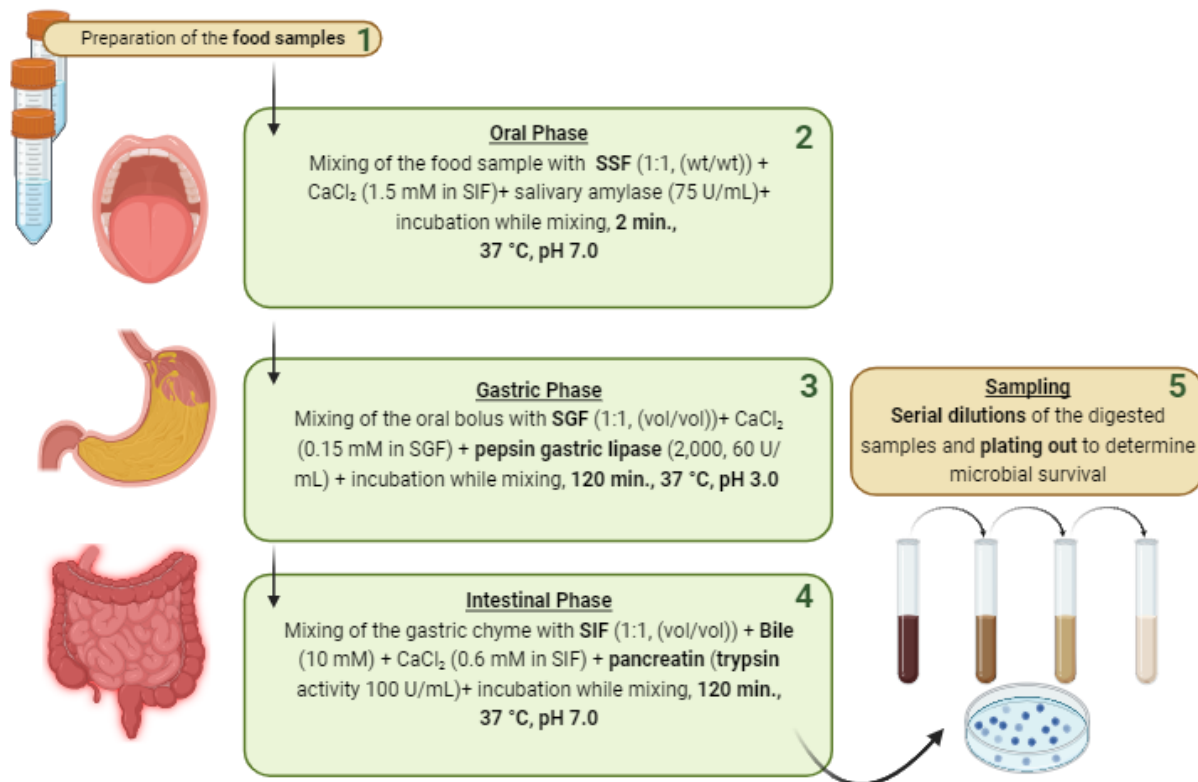 Preparation of the food samples 1
Oral Phase 2
Mixing of the food sample with SSF (1:1, (wt/wt)) +
CaCl₂ (1.5 mM in SIF)+ salivary amylase (75 U/mL)+
incubation while mixing, 2 min.,
37 °C, pH 7.0
Gastric Phase 3
Mixing of the oral bolus with SGF (1:1, (vol/vol))+ CaCl₂
(0.15 mM in SGF) + pepsin gastric lipase (2,000, 60 U/
mL) + incubation while mixing, 120 min., 37 °C, pH 3.0
Intestinal Phase 4
Mixing of the gastric chyme with SIF (1:1, (vol/vol)) + Bile
(10 mM) + CaCl₂ (0.6 mM in SIF) + pancreatin (trypsin
activity 100 U/mL)+ incubation while mixing, 120 min.,
37 °C, pH 7.0
Sampling 5
Serial dilutions of the digested
samples and plating out to determine
microbial survival